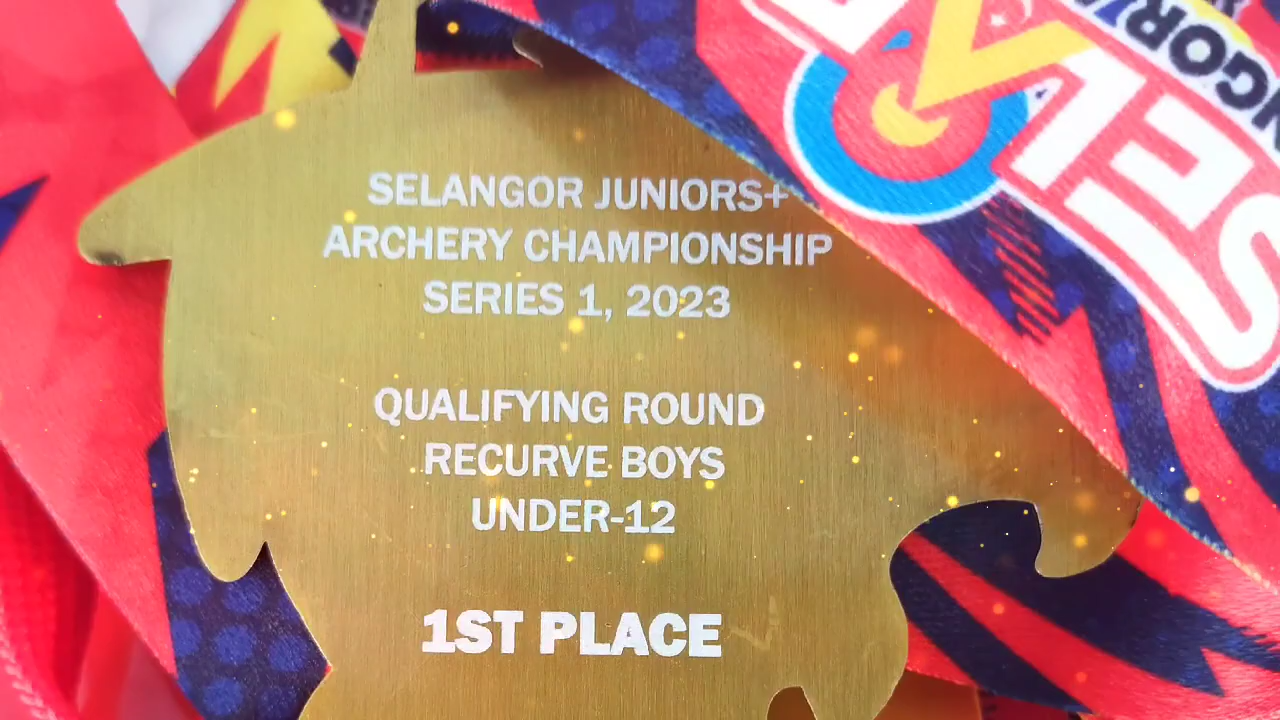 SELANGOR JUNIORS+
ARCHERY CHAMPIONSHIP
SERIES 1, 2023
QUALIFYING ROUND
RECURVE BOYS
UNDER-12
1ST PLACE